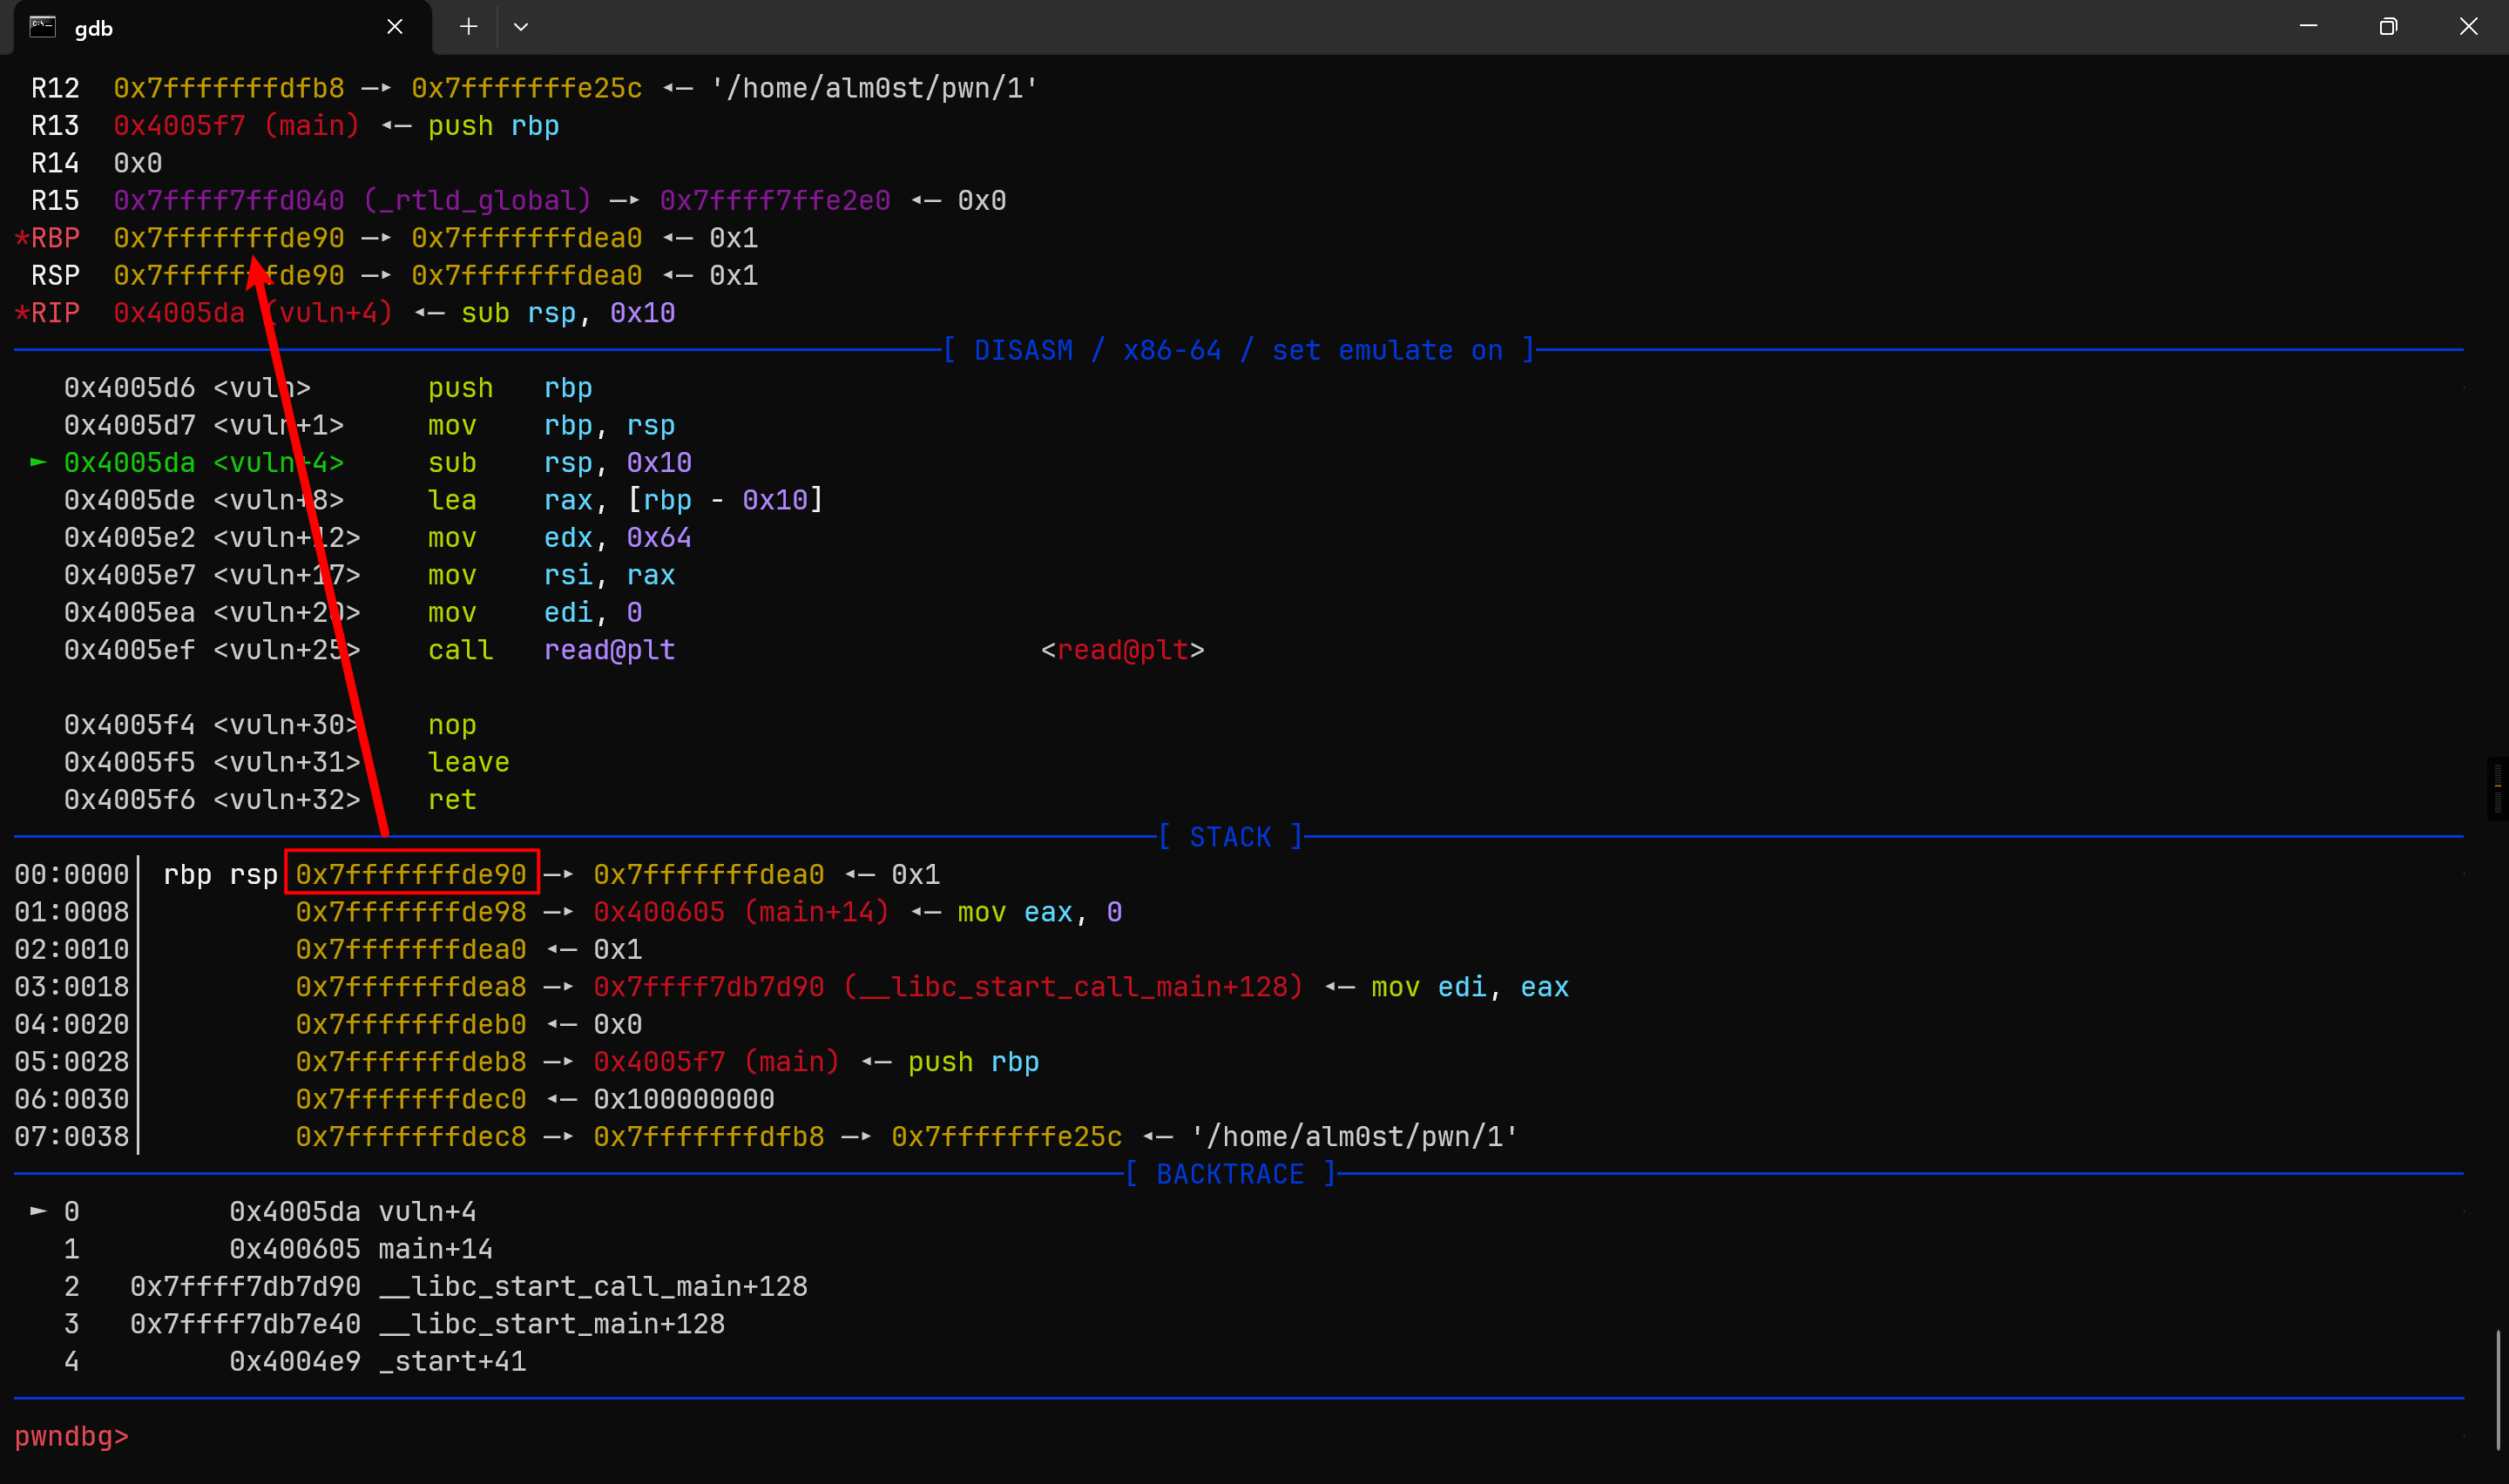 gdb
R12 0x7fffffffdfb8 —▸ 0x7fffffffe25c ◂— '/home/alm0st/pwn/1'
R13 0x4005f7 (main) ◂— push rbp
R14 0x0
R15 0x7ffff7ffd040 (_rtld_global) —▸ 0x7ffff7ffe2e0 ◂— 0x0
*RBP 0x7fffffffde90 —▸ 0x7fffffffdea0 ◂— 0x1
RSP 0x7fffffffde90 —▸ 0x7fffffffdea0 ◂— 0x1
*RIP 0x4005da (vuln+4) ◂— sub rsp, 0x10
[ DISASM / x86-64 / set emulate on ]
0x4005d6 <vuln> push rbp
0x4005d7 <vuln+1> mov rbp, rsp
► 0x4005da <vuln+4> sub rsp, 0x10
0x4005de <vuln+8> lea rax, [rbp - 0x10]
0x4005e2 <vuln+12> mov edx, 0x64
0x4005e7 <vuln+17> mov rsi, rax
0x4005ea <vuln+20> mov edi, 0
0x4005ef <vuln+25> call read@plt <read@plt>
0x4005f4 <vuln+30> nop
0x4005f5 <vuln+31> leave
0x4005f6 <vuln+32> ret
[ STACK ]
00:0000│ rbp rsp 0x7fffffffde90 —▸ 0x7fffffffdea0 ◂— 0x1
01:0008│ 0x7fffffffde98 —▸ 0x400605 (main+14) ◂— mov eax, 0
02:0010│ 0x7fffffffdea0 ◂— 0x1
03:0018│ 0x7fffffffdea8 —▸ 0x7ffff7db7d90 (__libc_start_call_main+128) ◂— mov edi, eax
04:0020│ 0x7fffffffdeb0 ◂— 0x0
05:0028│ 0x7fffffffdeb8 —▸ 0x4005f7 (main) ◂— push rbp
06:0030│ 0x7fffffffdec0 ◂— 0x100000000
07:0038│ 0x7fffffffdec8 —▸ 0x7fffffffdfb8 —▸ 0x7fffffffe25c ◂— '/home/alm0st/pwn/1'
[ BACKTRACE ]
► 0 0x4005da vuln+4
1 0x400605 main+14
2 0x7ffff7db7d90 __libc_start_call_main+128
3 0x7ffff7db7e40 __libc_start_main+128
4 0x4004e9 _start+41
pwndbg>